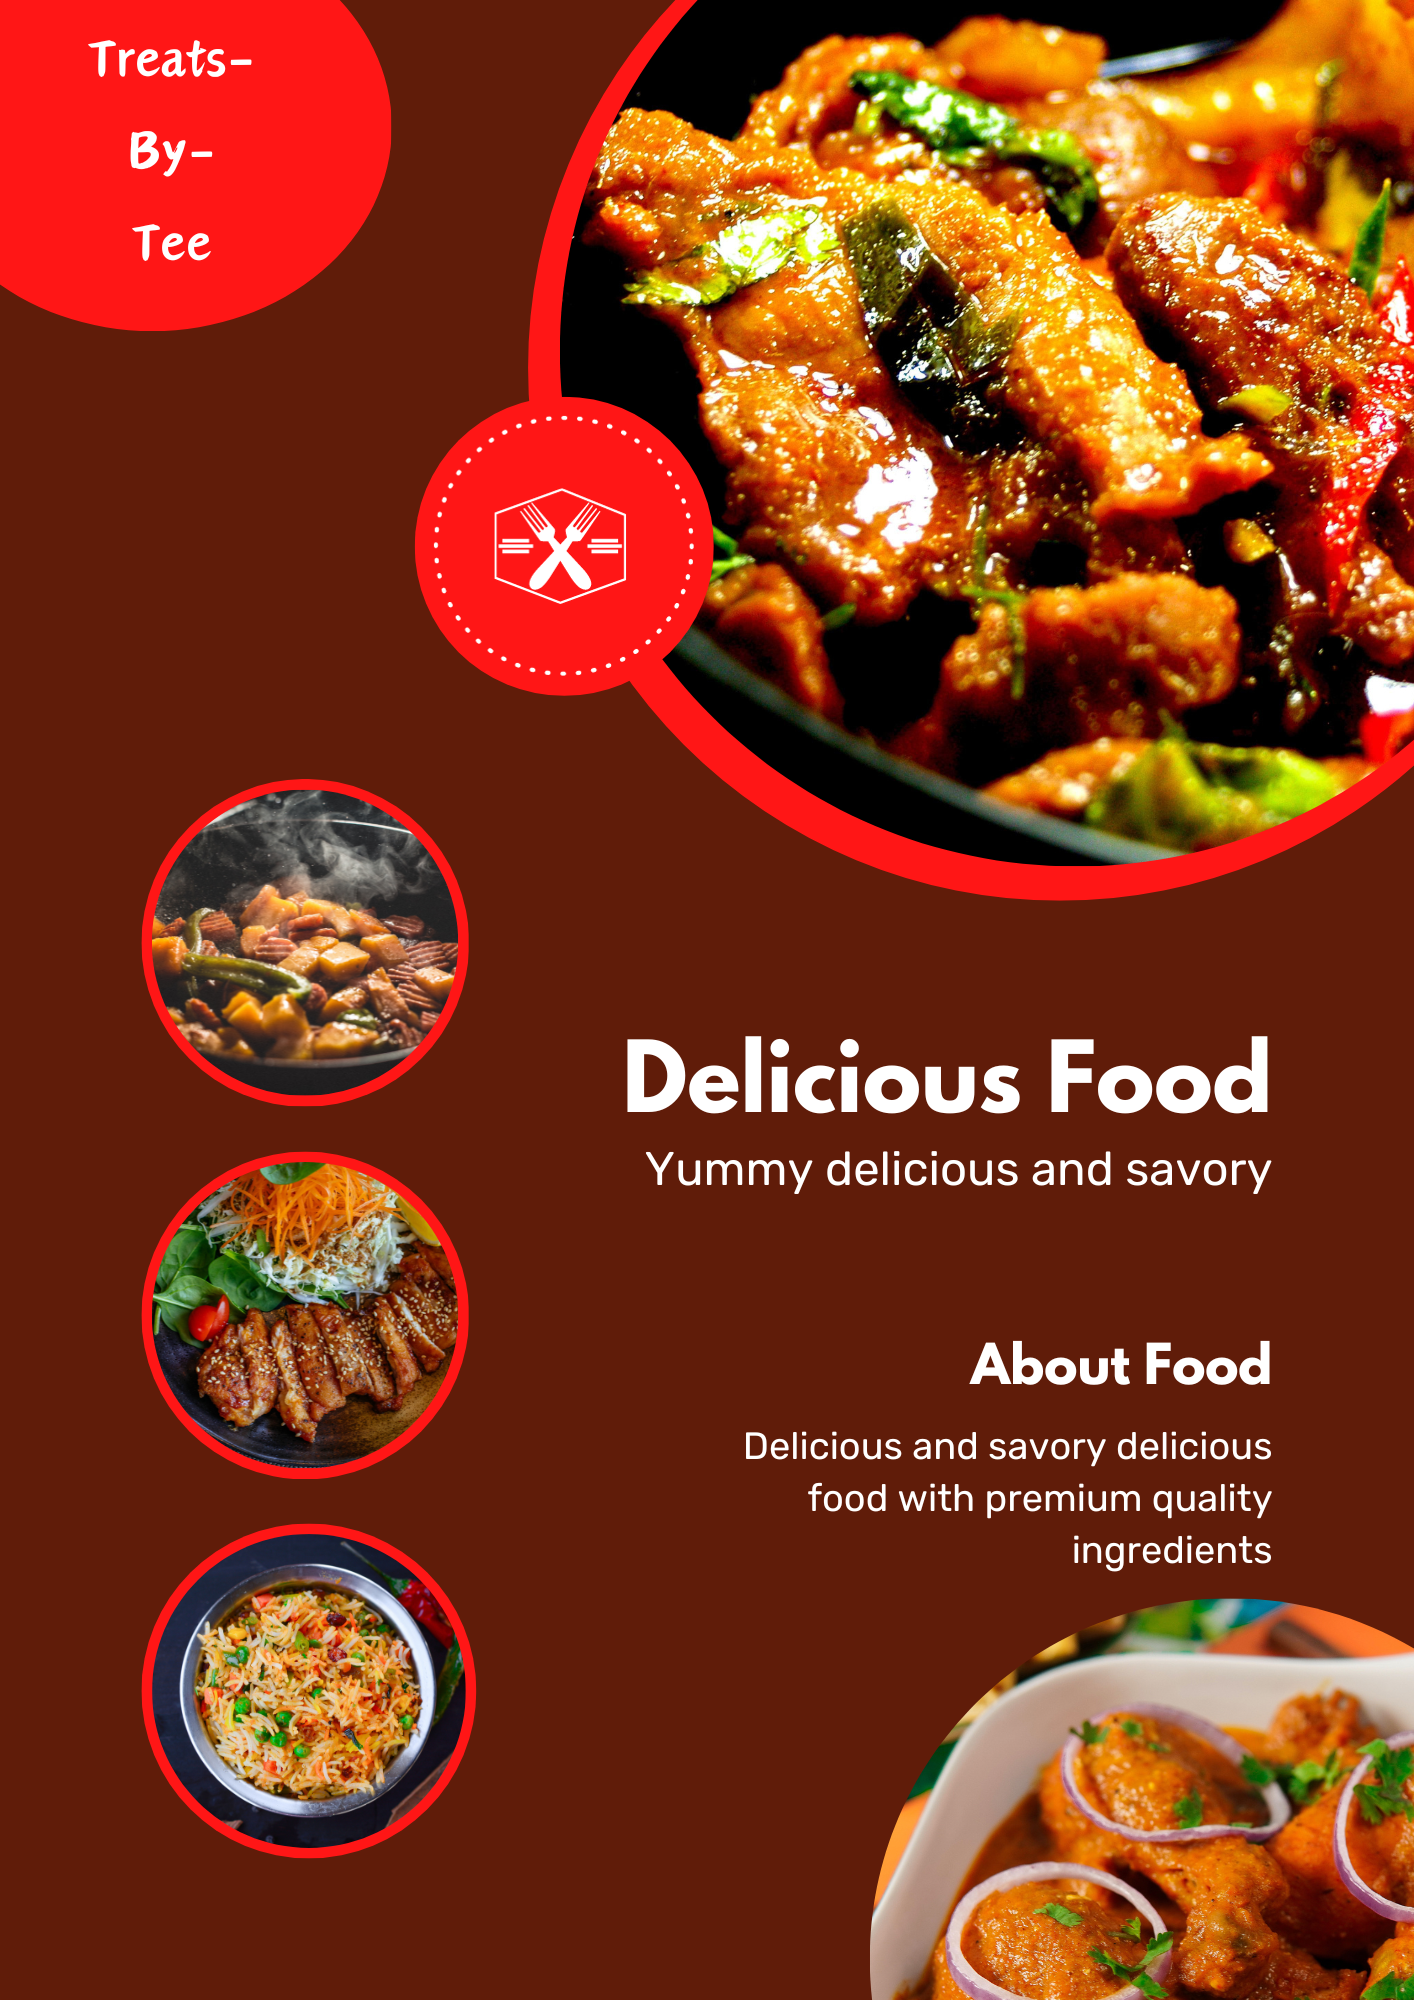 Treats-
By-
Tee
Delicious Food
Yummy delicious and savory
About Food
Delicious and savory delicious
food with premium quality
ingredients